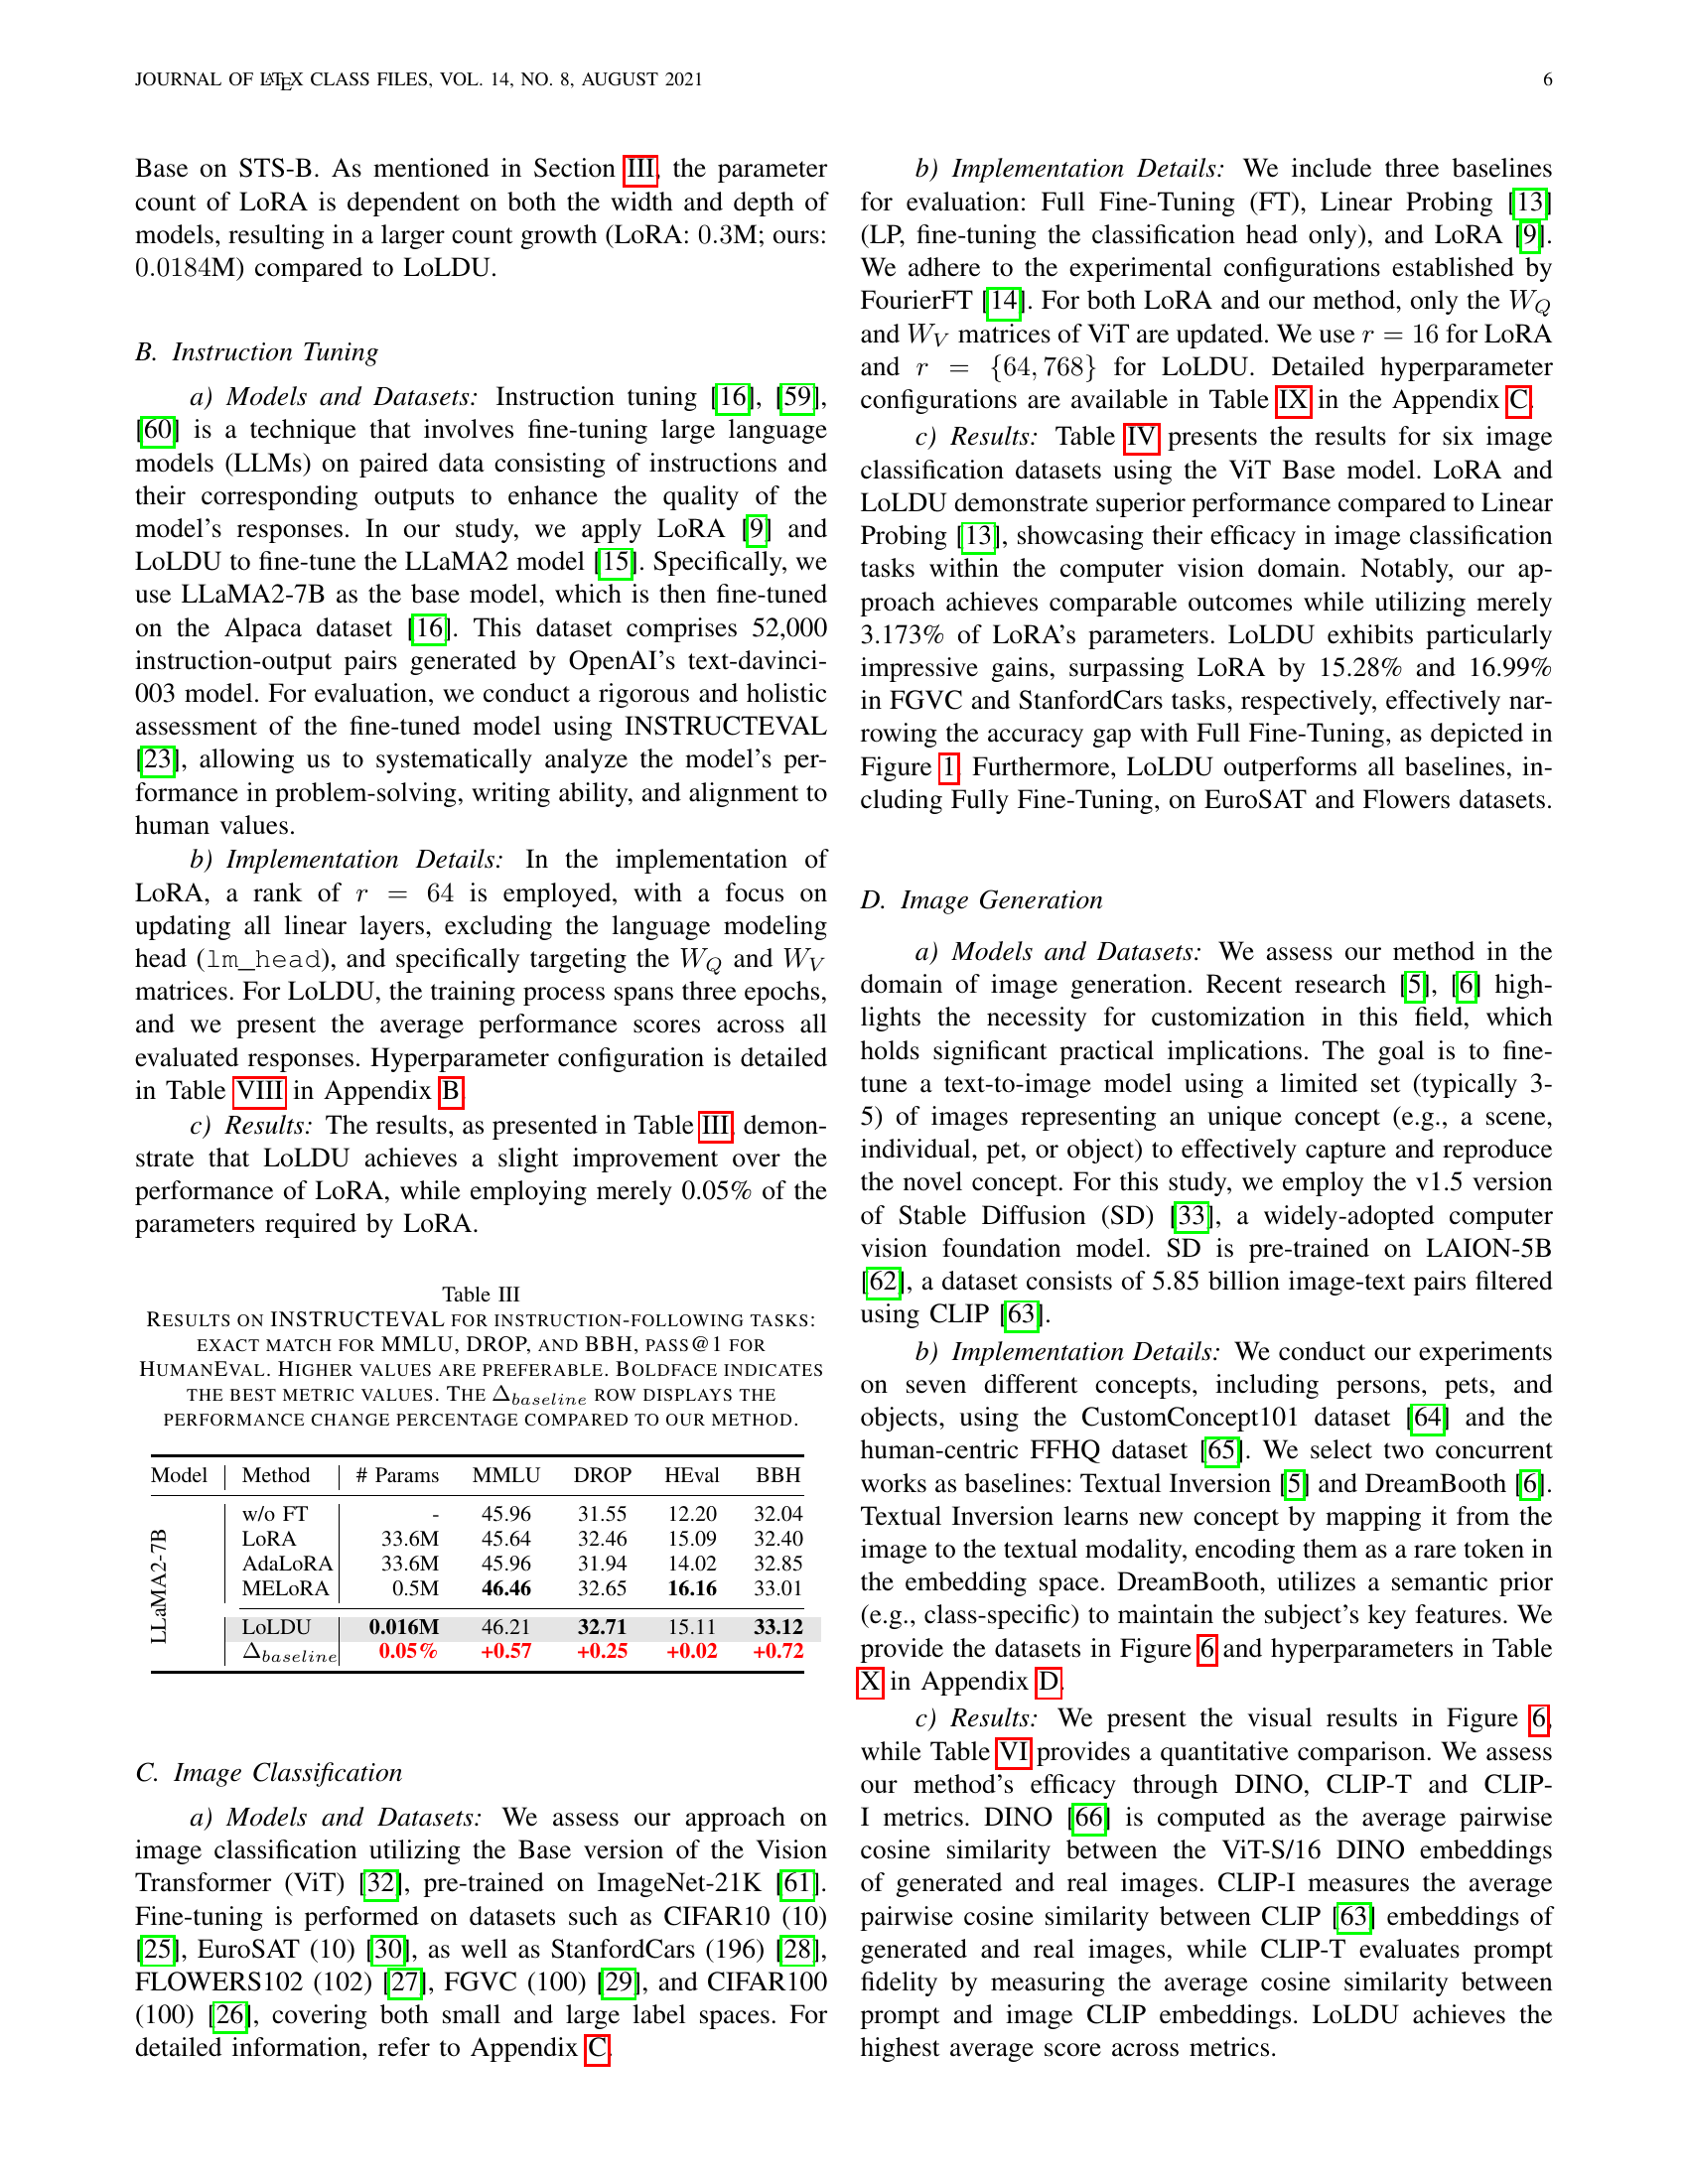 JOURNAL OF LATEX CLASS FILES, VOL. 14, NO. 8, AUGUST 2021
6
Base on STS-B. As mentioned in Section III, the parameter
count of LoRA is dependent on both the width and depth of
models, resulting in a larger count growth (LoRA: 0.3M; ours:
0.0184M) compared to LoLDU.
B. Instruction Tuning
a) Models and Datasets: Instruction tuning [16], [59],
[60] is a technique that involves fine-tuning large language
models (LLMs) on paired data consisting of instructions and
their corresponding outputs to enhance the quality of the
model's responses. In our study, we apply LoRA [9] and
LoLDU to fine-tune the LLaMA2 model [15]. Specifically, we
use LLaMA2-7B as the base model, which is then fine-tuned
on the Alpaca dataset [16]. This dataset comprises 52,000
instruction-output pairs generated by OpenAI's text-davinci-
003 model. For evaluation, we conduct a rigorous and holistic
assessment of the fine-tuned model using INSTRUCTEVAL
[23], allowing us to systematically analyze the model's per-
formance in problem-solving, writing ability, and alignment to
human values.
b) Implementation Details: In the implementation of
LoRA, a rank of r = 64 is employed, with a focus on
updating all linear layers, excluding the language modeling
head (lm_head), and specifically targeting the W_Q and W_V
matrices. For LoLDU, the training process spans three epochs,
and we present the average performance scores across all
evaluated responses. Hyperparameter configuration is detailed
in Table VIII in Appendix B.
c) Results: The results, as presented in Table III, demon-
strate that LoLDU achieves a slight improvement over the
performance of LoRA, while employing merely 0.05% of the
parameters required by LoRA.
Table III
RESULTS ON INSTRUCTEVAL FOR INSTRUCTION-FOLLOWING TASKS:
EXACT MATCH FOR MMLU, DROP, AND BBH, PASS@1 FOR
HUMANEVAL. HIGHER VALUES ARE PREFERABLE. BOLDFACE INDICATES
THE BEST METRIC VALUES. THE Δ_baseline ROW DISPLAYS THE
PERFORMANCE CHANGE PERCENTAGE COMPARED TO OUR METHOD.
Model Method # Params MMLU DROP HEval BBH
LLaMA2-7B
w/o FT - 45.96 31.55 12.20 32.04
LoRA 33.6M 45.64 32.46 15.09 32.40
AdaLoRA 33.6M 45.96 31.94 14.02 32.85
MELoRA 0.5M 46.46 32.65 16.16 33.01
LoLDU 0.016M 46.21 32.71 15.11 33.12
Δ_baseline 0.05% +0.57 +0.25 +0.02 +0.72
C. Image Classification
a) Models and Datasets: We assess our approach on
image classification utilizing the Base version of the Vision
Transformer (ViT) [32], pre-trained on ImageNet-21K [61].
Fine-tuning is performed on datasets such as CIFAR10 (10)
[25], EuroSAT (10) [30], as well as StanfordCars (196) [28],
FLOWERS102 (102) [27], FGVC (100) [29], and CIFAR100
(100) [26], covering both small and large label spaces. For
detailed information, refer to Appendix C.
b) Implementation Details: We include three baselines
for evaluation: Full Fine-Tuning (FT), Linear Probing [13]
(LP, fine-tuning the classification head only), and LoRA [9].
We adhere to the experimental configurations established by
FourierFT [14]. For both LoRA and our method, only the W_Q
and W_V matrices of ViT are updated. We use r = 16 for LoRA
and r = {64, 768} for LoLDU. Detailed hyperparameter
configurations are available in Table IX in the Appendix C.
c) Results: Table IV presents the results for six image
classification datasets using the ViT Base model. LoRA and
LoLDU demonstrate superior performance compared to Linear
Probing [13], showcasing their efficacy in image classification
tasks within the computer vision domain. Notably, our ap-
proach achieves comparable outcomes while utilizing merely
3.173% of LoRA's parameters. LoLDU exhibits particularly
impressive gains, surpassing LoRA by 15.28% and 16.99%
in FGVC and StanfordCars tasks, respectively, effectively nar-
rowing the accuracy gap with Full Fine-Tuning, as depicted in
Figure 1. Furthermore, LoLDU outperforms all baselines, in-
cluding Fully Fine-Tuning, on EuroSAT and Flowers datasets.
D. Image Generation
a) Models and Datasets: We assess our method in the
domain of image generation. Recent research [5], [6] high-
lights the necessity for customization in this field, which
holds significant practical implications. The goal is to fine-
tune a text-to-image model using a limited set (typically 3-
5) of images representing an unique concept (e.g., a scene,
individual, pet, or object) to effectively capture and reproduce
the novel concept. For this study, we employ the v1.5 version
of Stable Diffusion (SD) [33], a widely-adopted computer
vision foundation model. SD is pre-trained on LAION-5B
[62], a dataset consists of 5.85 billion image-text pairs filtered
using CLIP [63].
b) Implementation Details: We conduct our experiments
on seven different concepts, including persons, pets, and
objects, using the CustomConcept101 dataset [64] and the
human-centric FFHQ dataset [65]. We select two concurrent
works as baselines: Textual Inversion [5] and DreamBooth [6].
Textual Inversion learns new concept by mapping it from the
image to the textual modality, encoding them as a rare token in
the embedding space. DreamBooth, utilizes a semantic prior
(e.g., class-specific) to maintain the subject's key features. We
provide the datasets in Figure 6 and hyperparameters in Table
X in Appendix D.
c) Results: We present the visual results in Figure 6,
while Table VI provides a quantitative comparison. We assess
our method's efficacy through DINO, CLIP-T and CLIP-
I metrics. DINO [66] is computed as the average pairwise
cosine similarity between the ViT-S/16 DINO embeddings
of generated and real images. CLIP-I measures the average
pairwise cosine similarity between CLIP [63] embeddings of
generated and real images, while CLIP-T evaluates prompt
fidelity by measuring the average cosine similarity between
prompt and image CLIP embeddings. LoLDU achieves the
highest average score across metrics.